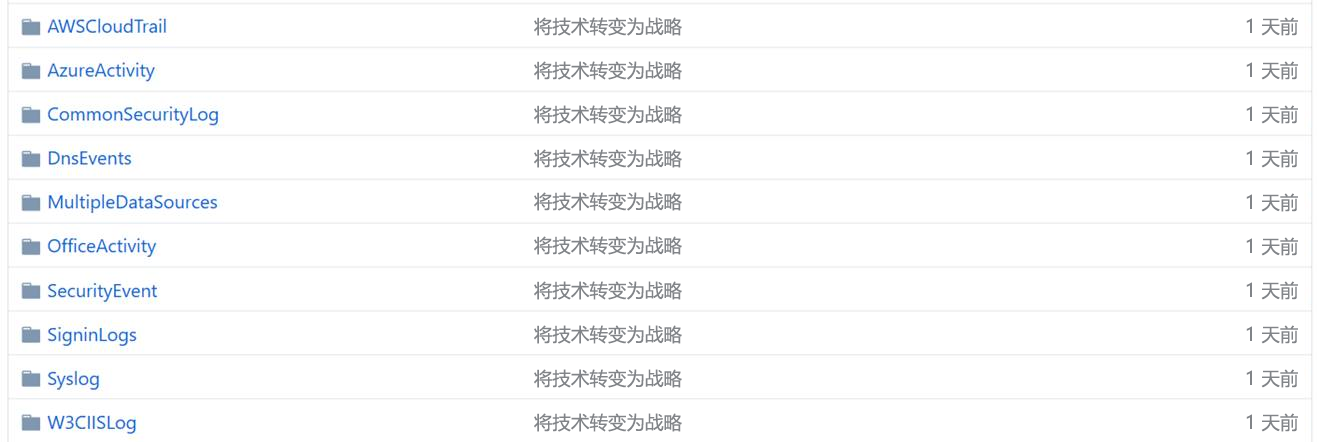 AWSCloudTrail 将技术转变为战略 1 天前
AzureActivity 将技术转变为战略 1 天前
CommonSecurityLog 将技术转变为战略 1 天前
DnsEvents 将技术转变为战略 1 天前
MultipleDataSources 将技术转变为战略 1 天前
OfficeActivity 将技术转变为战略 1 天前
SecurityEvent 将技术转变为战略 1 天前
SigninLogs 将技术转变为战略 1 天前
Syslog 将技术转变为战略 1 天前
W3CIISLog 将技术转变为战略 1 天前